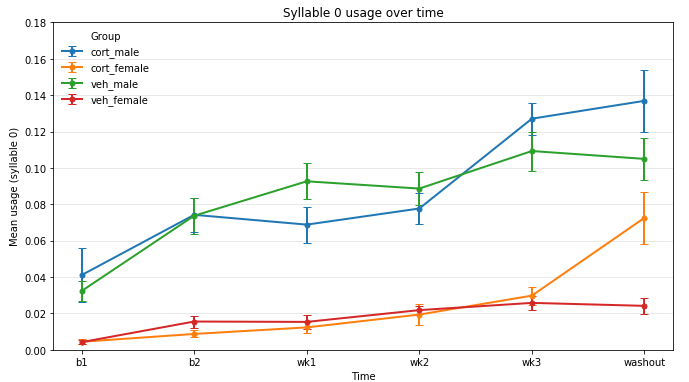 Syllable 0 usage over time
Group
cort_male
cort_female
veh_male
veh_female
Mean usage (syllable 0)
0.18
0.16
0.14
0.12
0.10
0.08
0.06
0.04
0.02
0.00
b1 b2 wk1 wk2 wk3 washout
Time